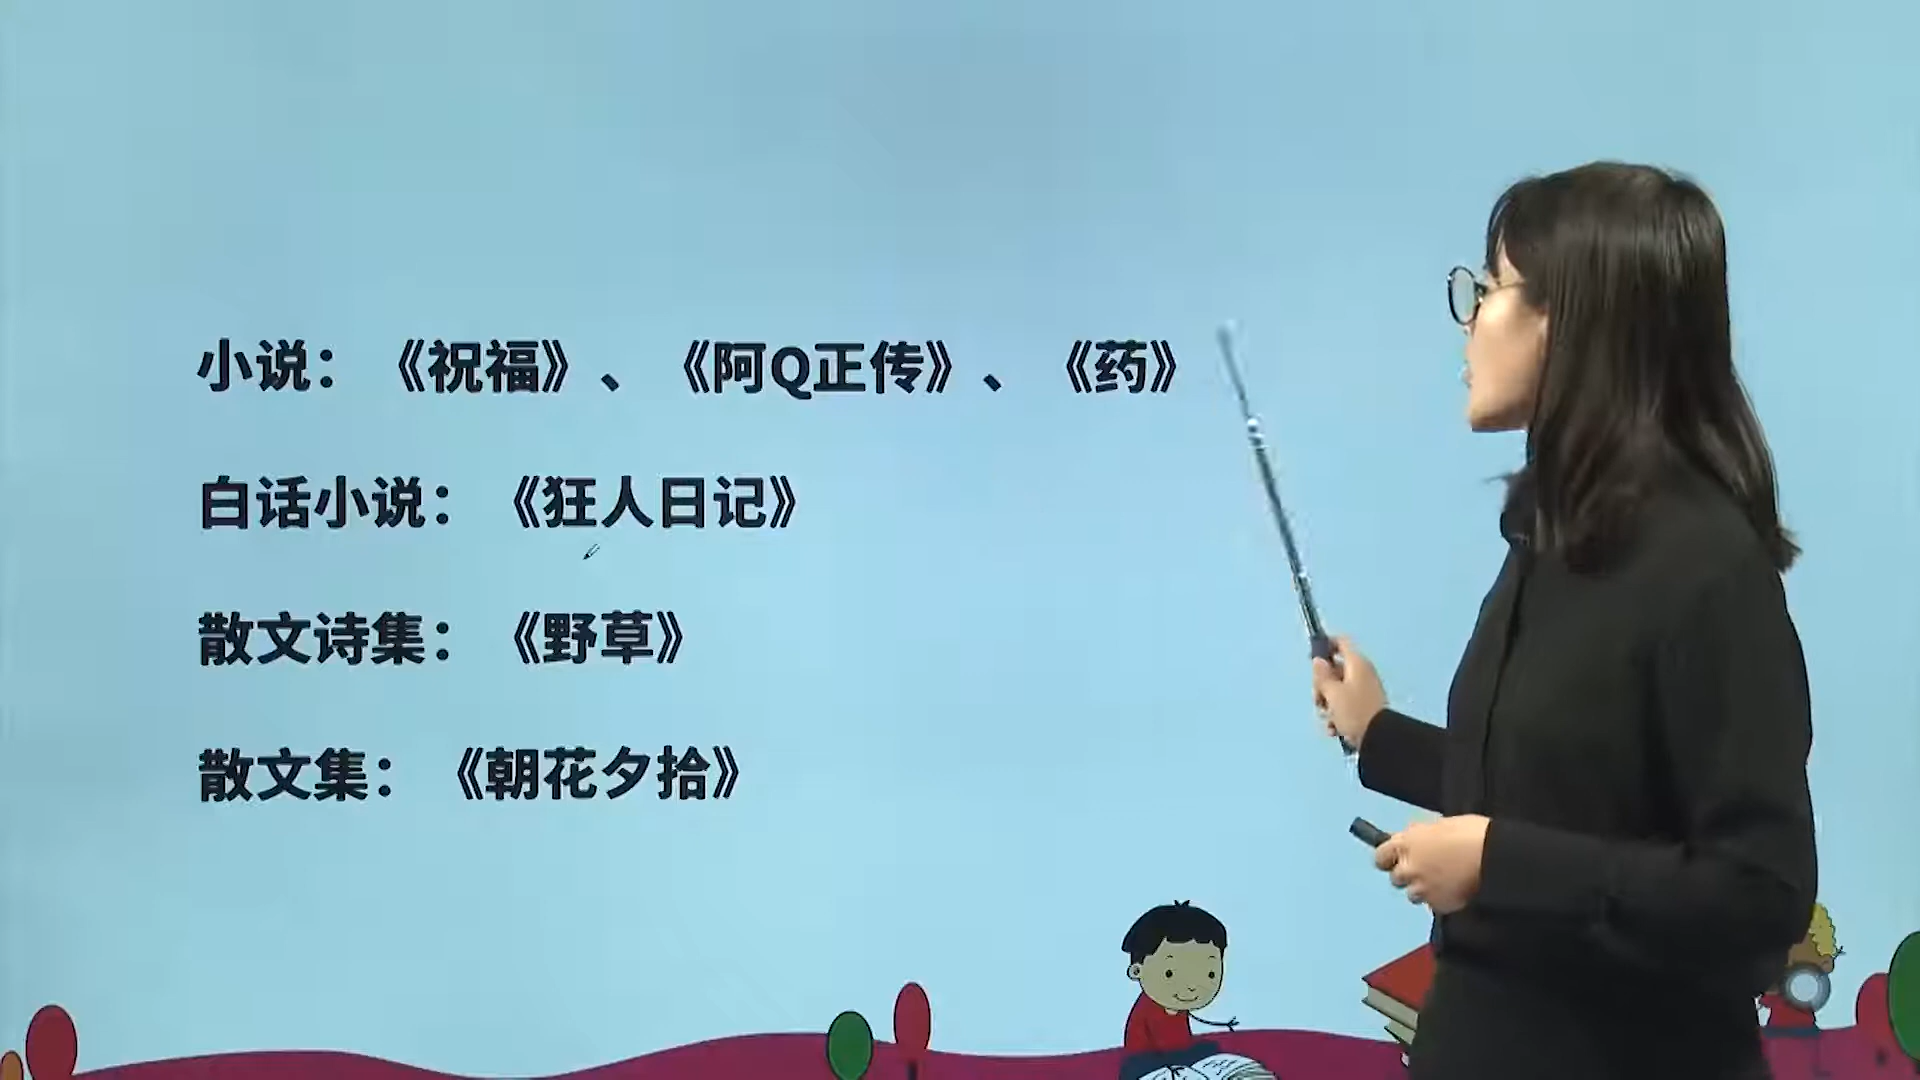 小说：《祝福》、《阿Q正传》、《药》
白话小说：《狂人日记》
散文诗集：《野草》
散文集：《朝花夕拾》